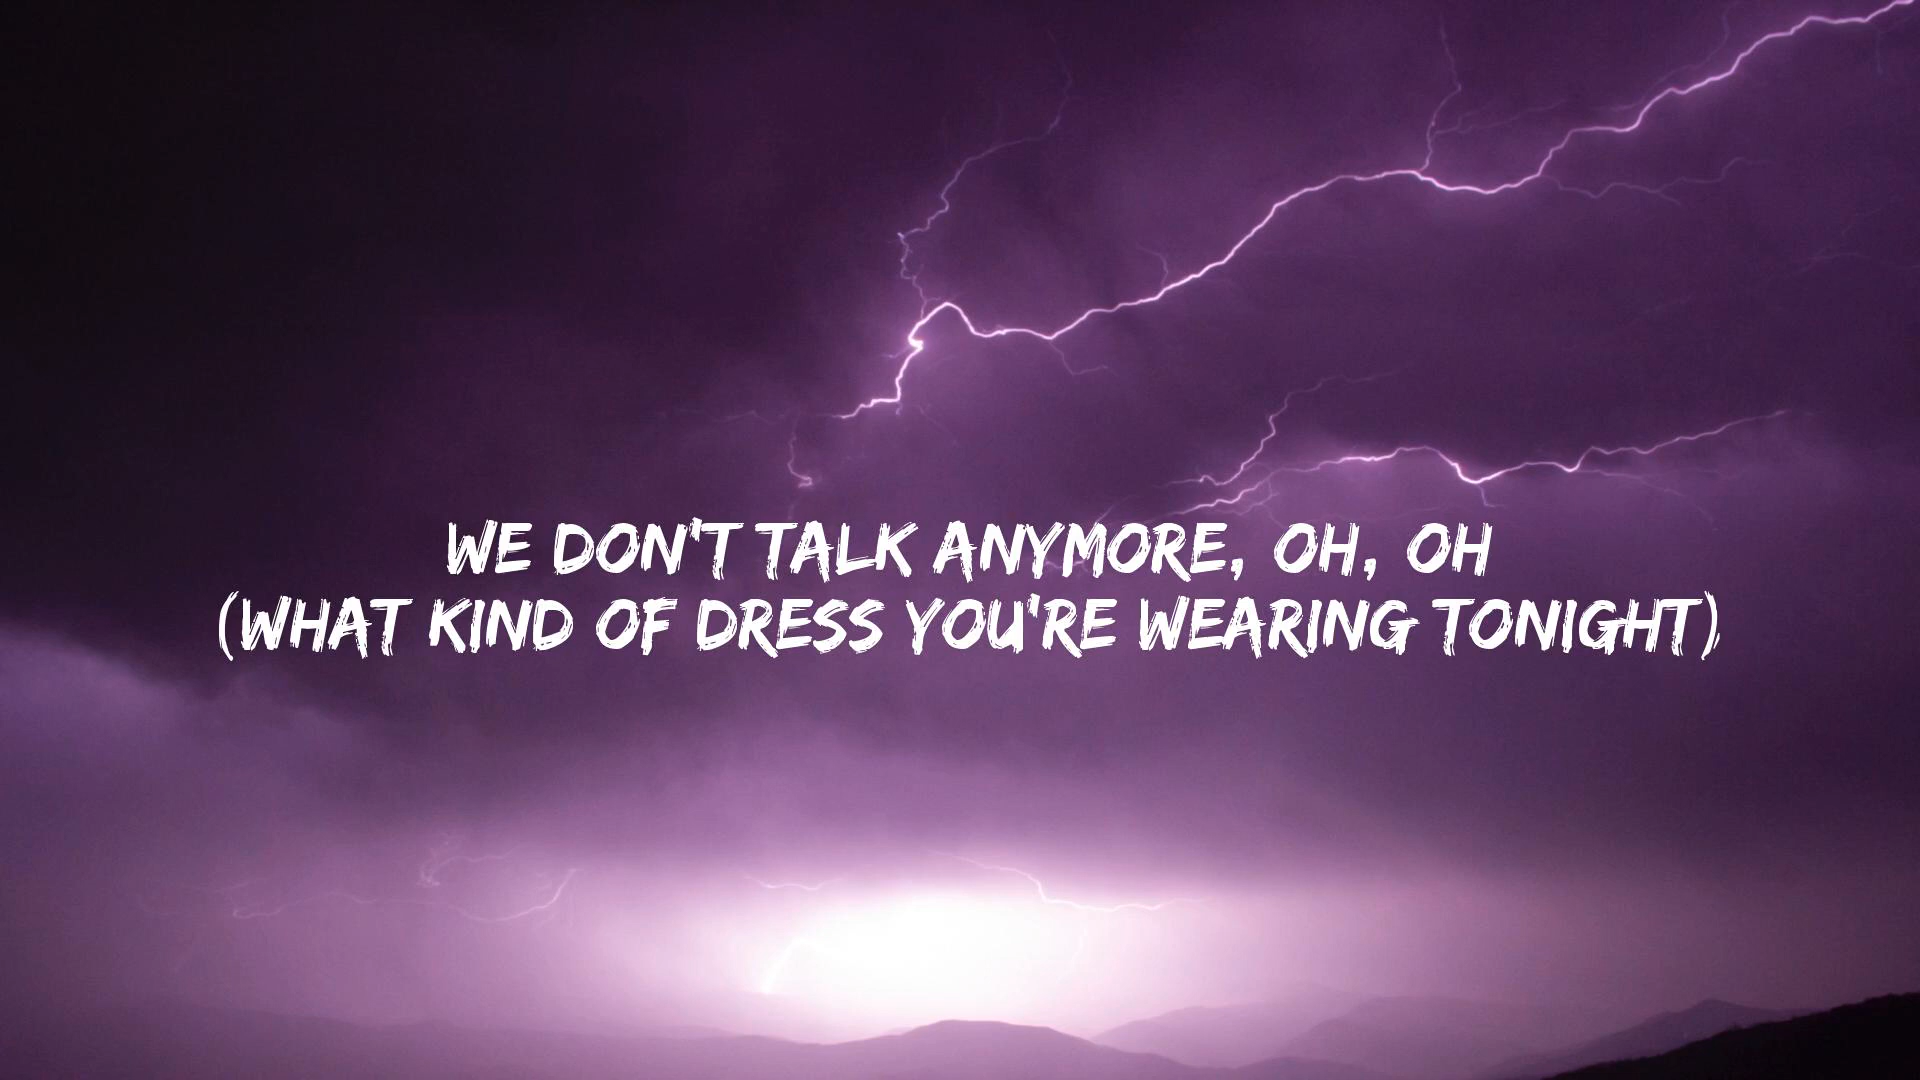 WE DON'T TALK ANYMORE, OH, OH
(WHAT KIND OF DRESS YOU'RE WEARING TONIGHT)